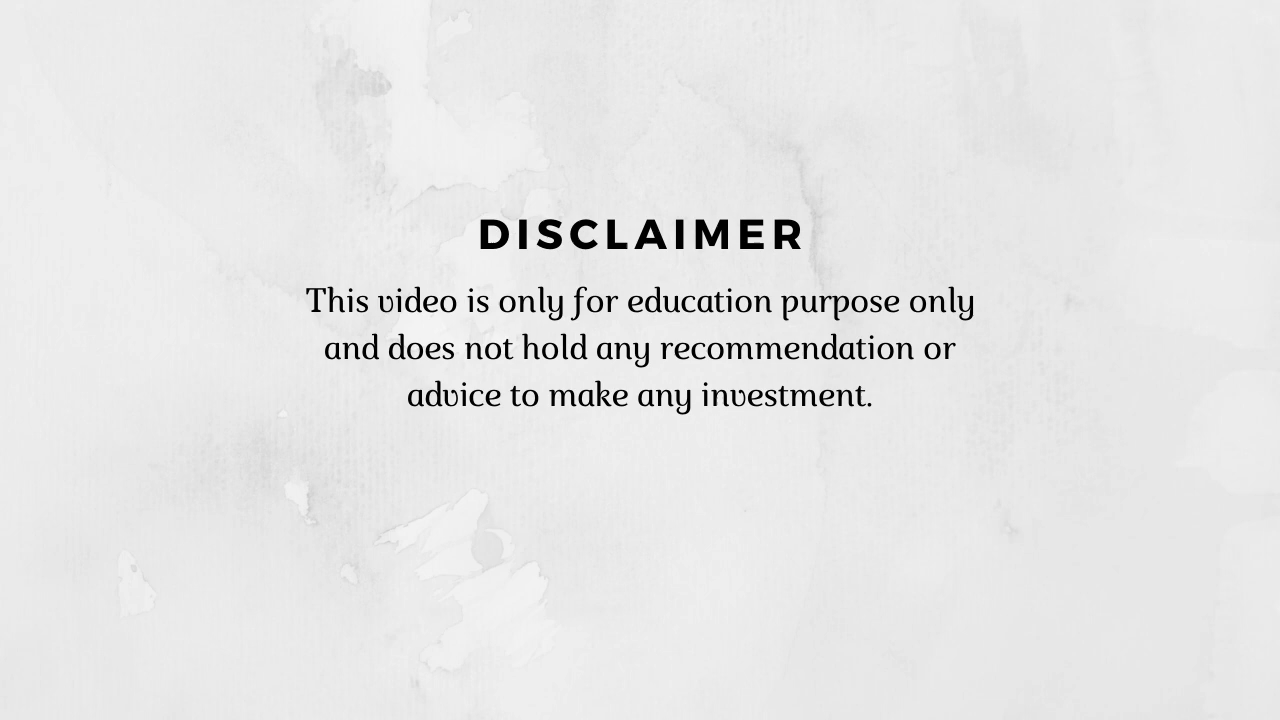 DISCLAIMER
This video is only for education purpose only
and does not hold any recommendation or
advice to make any investment.